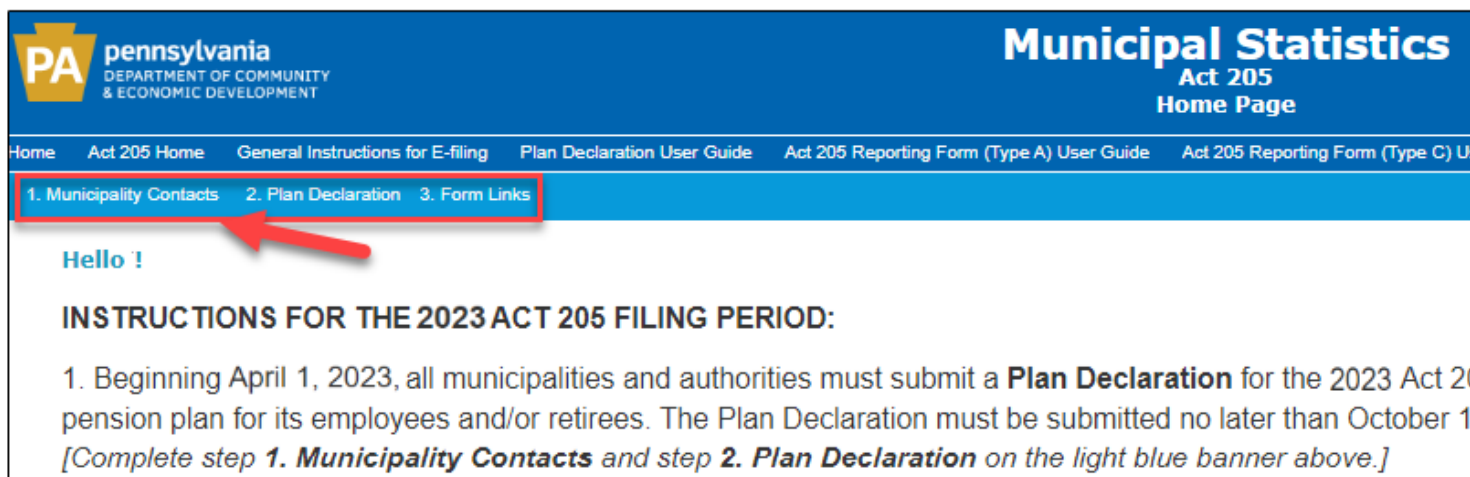 PA pennsylvania
DEPARTMENT OF COMMUNITY
& ECONOMIC DEVELOPMENT
Municipal Statistics
Act 205
Home Page
Home Act 205 Home General Instructions for E-filing Plan Declaration User Guide Act 205 Reporting Form (Type A) User Guide Act 205 Reporting Form (Type C) U
1. Municipality Contacts 2. Plan Declaration 3. Form Links
Hello !
INSTRUCTIONS FOR THE 2023 ACT 205 FILING PERIOD:
1. Beginning April 1, 2023, all municipalities and authorities must submit a Plan Declaration for the 2023 Act 20
pension plan for its employees and/or retirees. The Plan Declaration must be submitted no later than October 1
[Complete step 1. Municipality Contacts and step 2. Plan Declaration on the light blue banner above.]